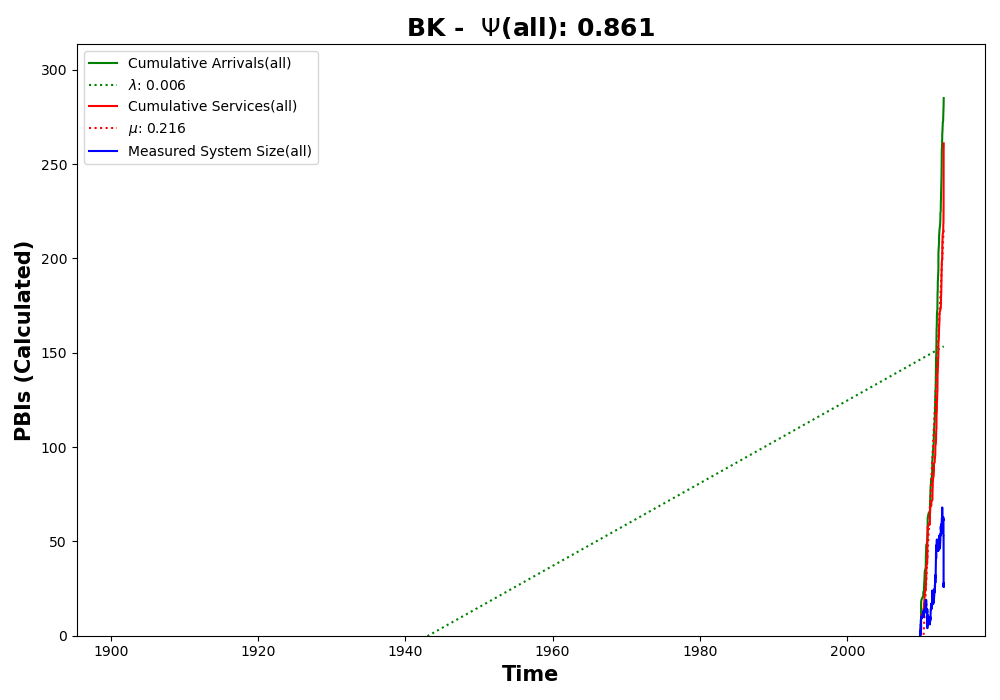 BK -  Ψ(all): 0.861
Cumulative Arrivals(all)
λ: 0.006
Cumulative Services(all)
μ: 0.216
Measured System Size(all)
PBIs (Calculated)
300
250
200
150
100
50
0
1900 1920 1940 1960 1980 2000
Time